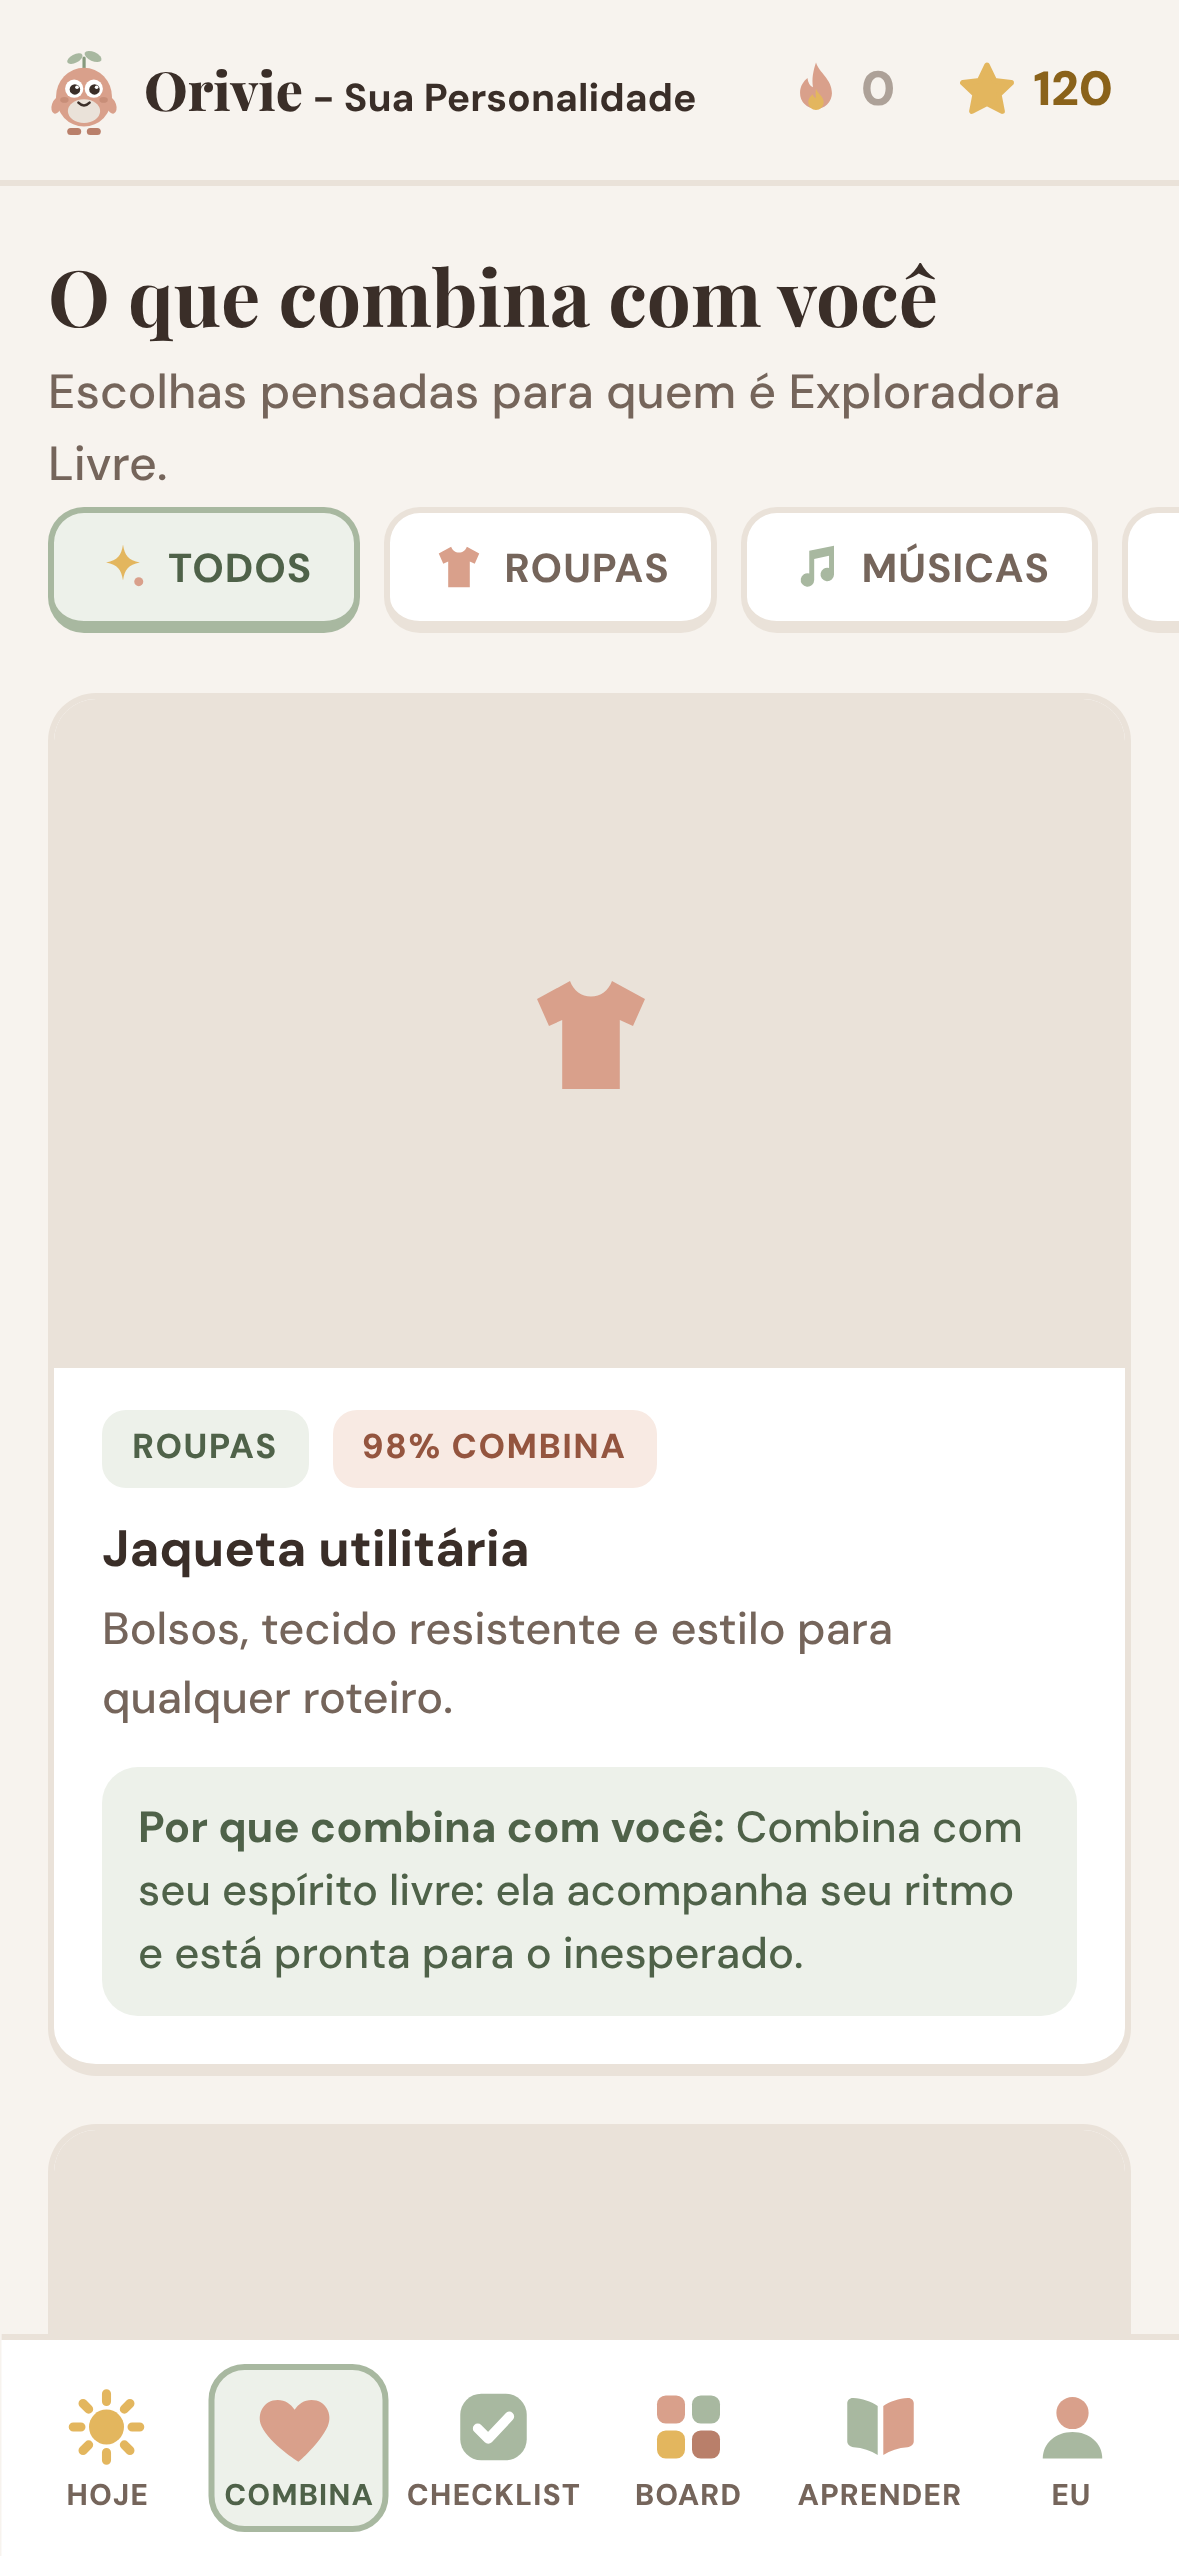 Orivie – Sua Personalidade
0
120
O que combina com você
Escolhas pensadas para quem é Exploradora
Livre.
TODOS
ROUPAS
MÚSICAS
ROUPAS
98% COMBINA
Jaqueta utilitária
Bolsos, tecido resistente e estilo para
qualquer roteiro.
Por que combina com você: Combina com
seu espírito livre: ela acompanha seu ritmo
e está pronta para o inesperado.
HOJE
COMBINA
CHECKLIST
BOARD
APRENDER
EU